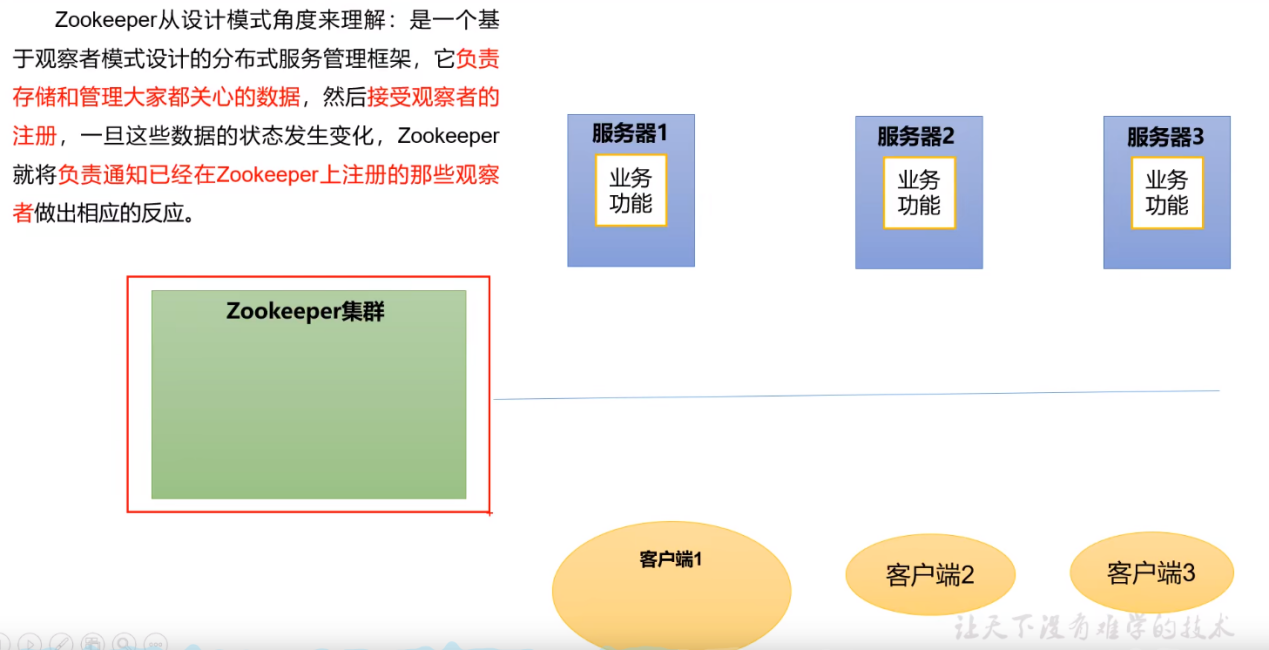 Zookeeper从设计模式角度来理解：是一个基
于观察者模式设计的分布式服务管理框架，它负责
存储和管理大家都关心的数据，然后接受观察者的
注册，一旦这些数据的状态发生变化，Zookeeper
就将负责通知已经在Zookeeper上注册的那些观察
者做出相应的反应。
服务器1
业务
功能
服务器2
业务
功能
服务器3
业务
功能
Zookeeper集群
客户端1
客户端2
客户端3
让天下没有难学的技术